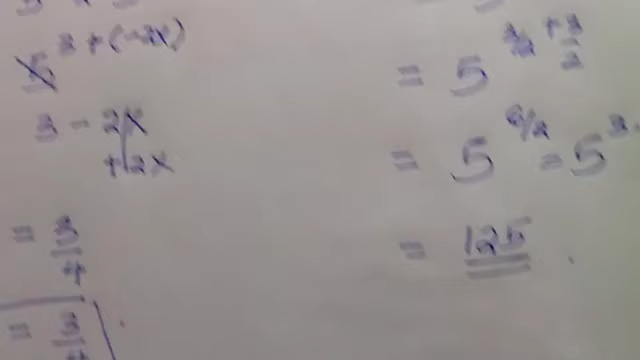 5^{3+(-2x)}
3 - 2x
+2x
= 3/4
= 3/4
= 5^{3/2 + 3/2}
= 5^{6/2} = 5^{3}.
= 125